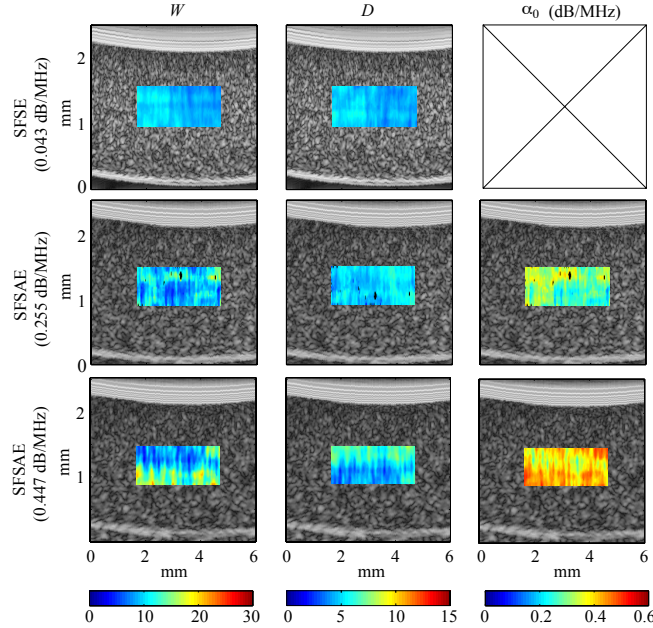 W D α₀ (dB/MHz)
SFSE
(0.043 dB/MHz)
mm
2
1
0
SFSAE
(0.255 dB/MHz)
mm
2
1
0
SFSAE
(0.447 dB/MHz)
mm
2
1
0 2 4 6
0 2 4 6
0 2 4 6
mm mm mm
0 10 20 30
0 5 10 15
0 0.2 0.4 0.6